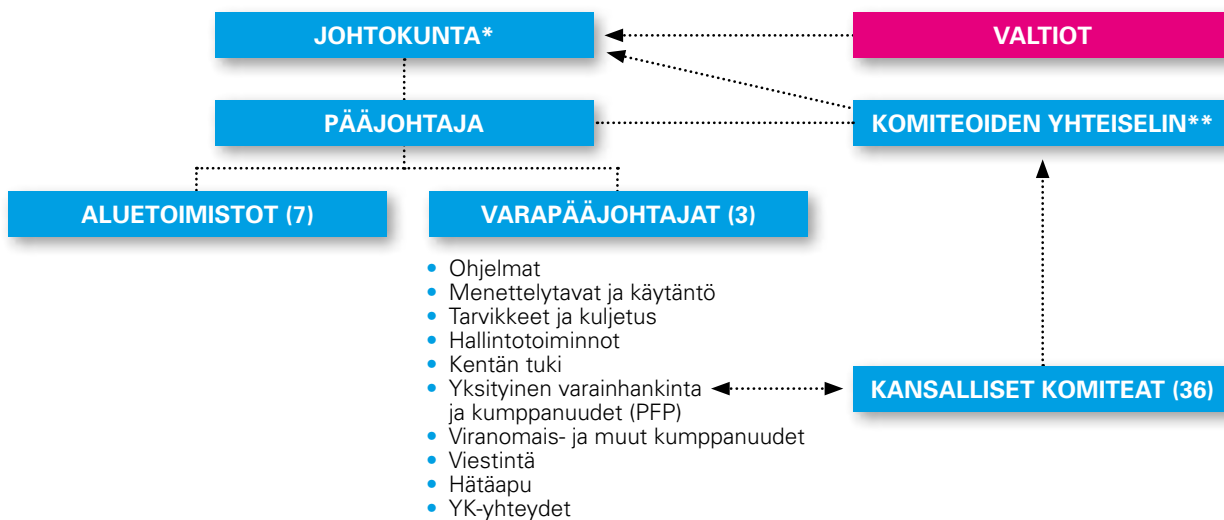 JOHTOKUNTA*
VALTIOT
PÄÄJOHTAJA
KOMITEOIDEN YHTEISELIN**
ALUETOIMISTOT (7)
VARAPÄÄJOHTAJAT (3)
• Ohjelmat
• Menettelytavat ja käytäntö
• Tarvikkeet ja kuljetus
• Hallintotoiminnot
• Kentän tuki
• Yksityinen varainhankinta
ja kumppanuudet (PFP)
• Viranomais- ja muut kumppanuudet
• Viestintä
• Hätäapu
• YK-yhteydet
KANSALLISET KOMITEAT (36)